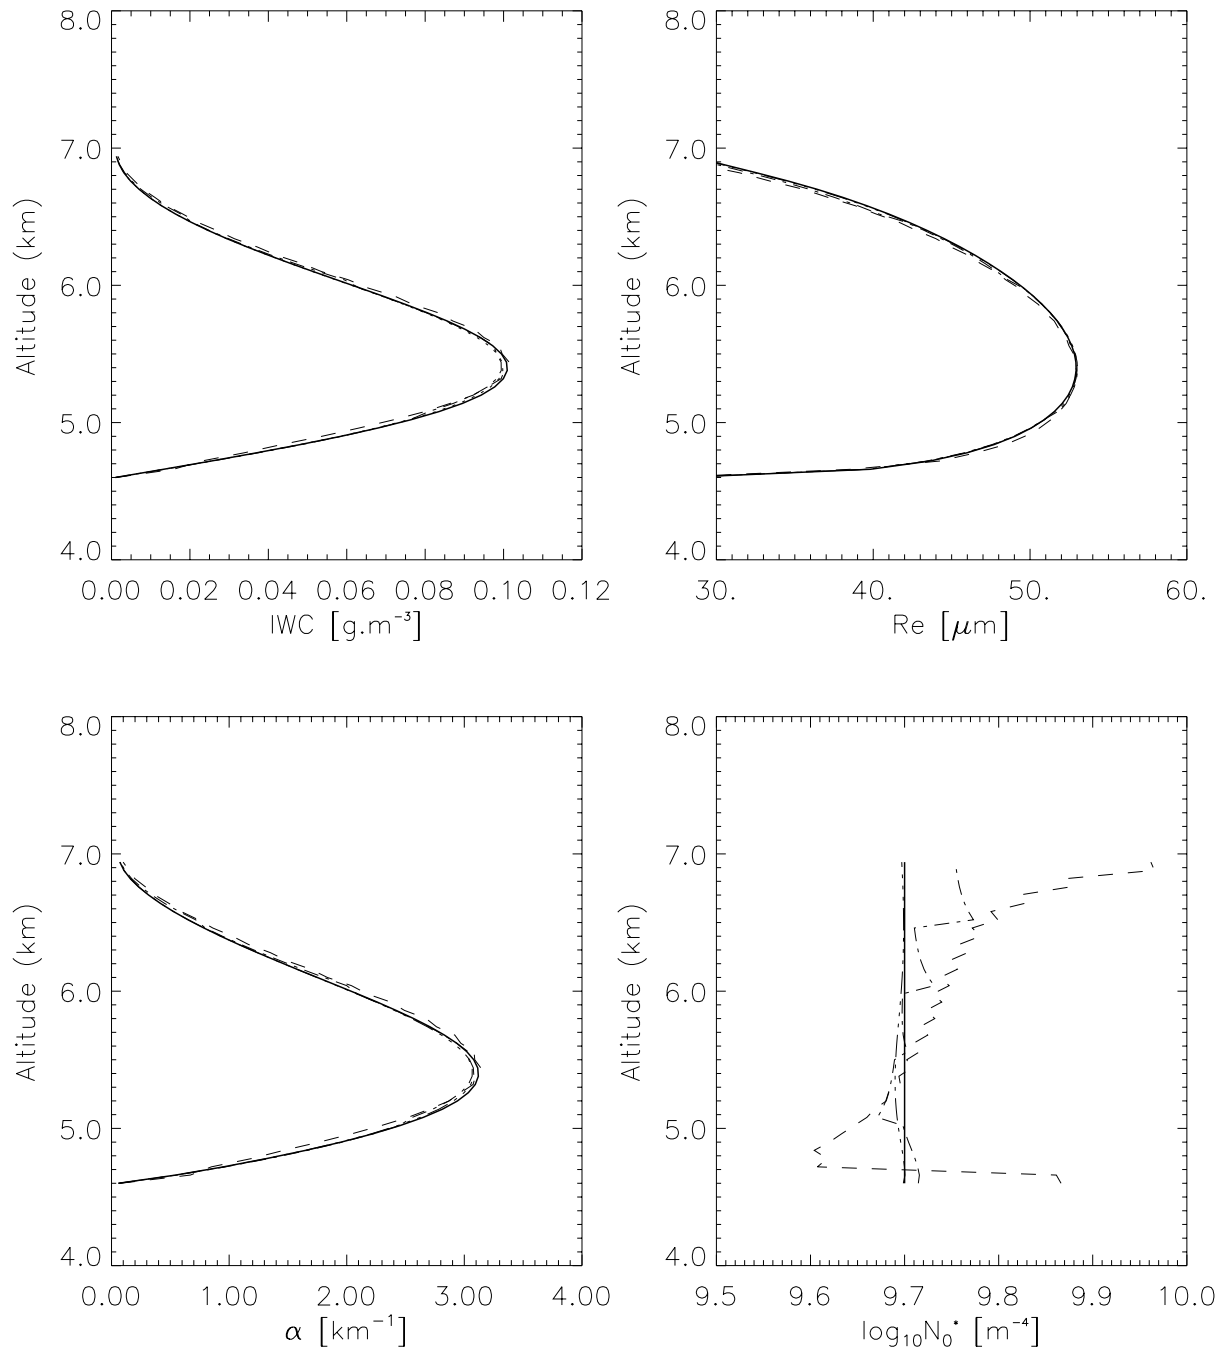 8.0 8.0
7.0 7.0
Altitude (km) Altitude (km)
6.0 6.0
5.0 5.0
4.0 4.0
0.00 0.02 0.04 0.06 0.08 0.10 0.12 30. 40. 50. 60.
IWC [g.m⁻³] Re [μm]
8.0 8.0
7.0 7.0
Altitude (km) Altitude (km)
6.0 6.0
5.0 5.0
4.0 4.0
0.00 1.00 2.00 3.00 4.00 9.5 9.6 9.7 9.8 9.9 10.0
α [km⁻¹] log₁₀N₀* [m⁻⁴]